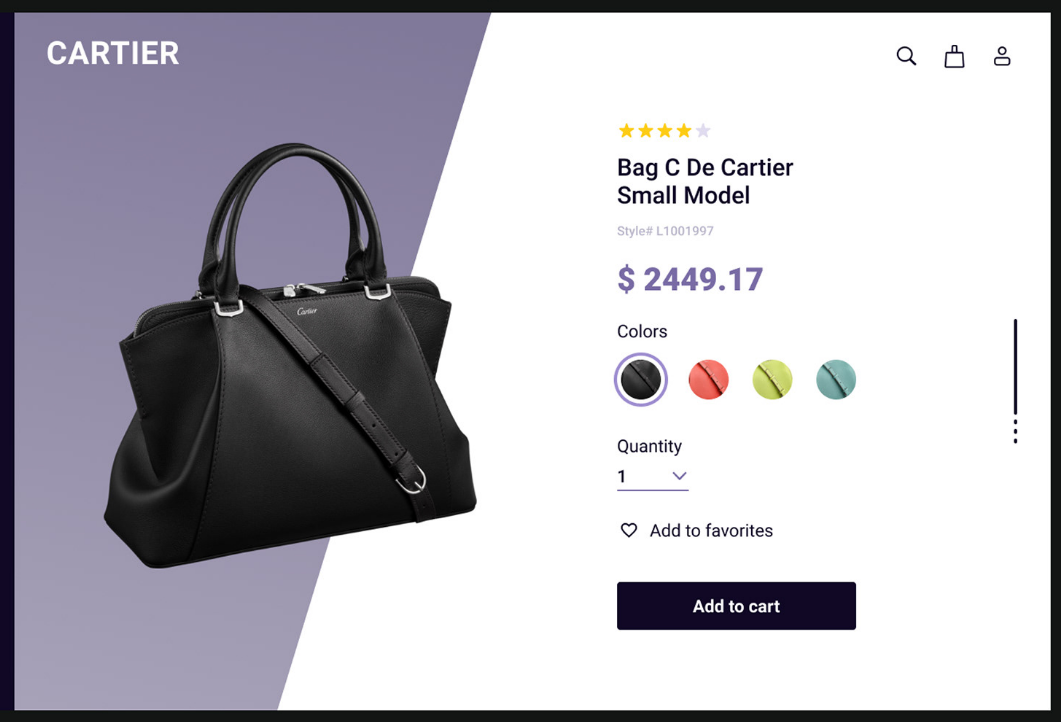 CARTIER
Cartier
Bag C De Cartier
Small Model
Style# L1001997
$ 2449.17
Colors
Quantity
1
Add to favorites
Add to cart